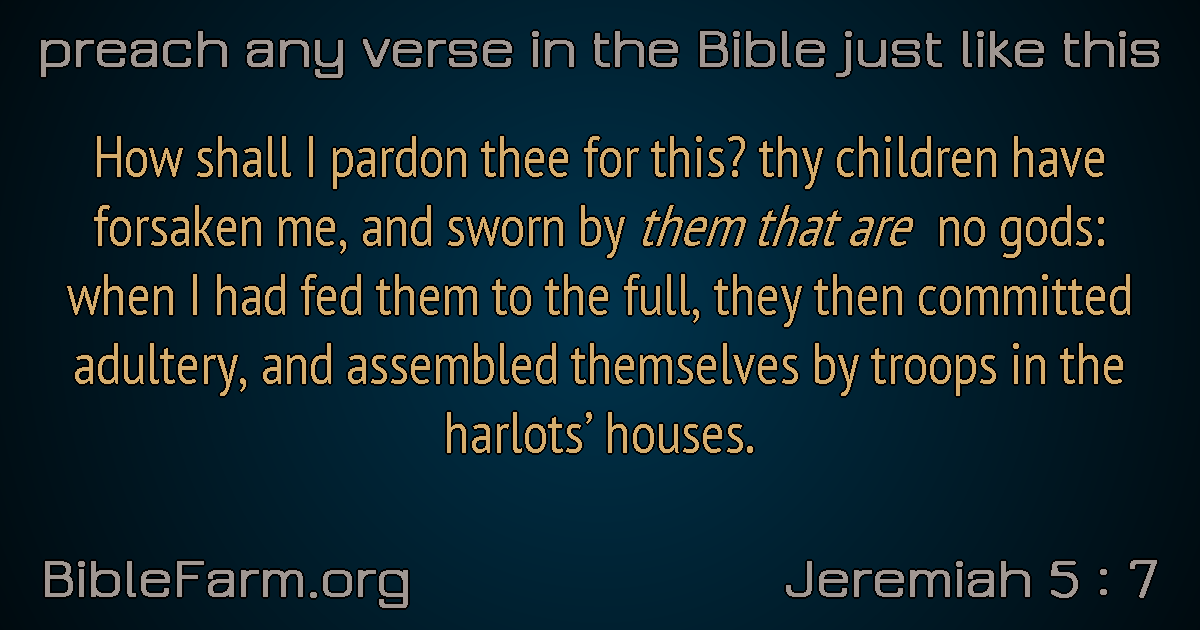 preach any verse in the Bible just like this
How shall I pardon thee for this? thy children have
forsaken me, and sworn by them that are no gods:
when I had fed them to the full, they then committed
adultery, and assembled themselves by troops in the
harlots’ houses.
BibleFarm.org
Jeremiah 5 : 7